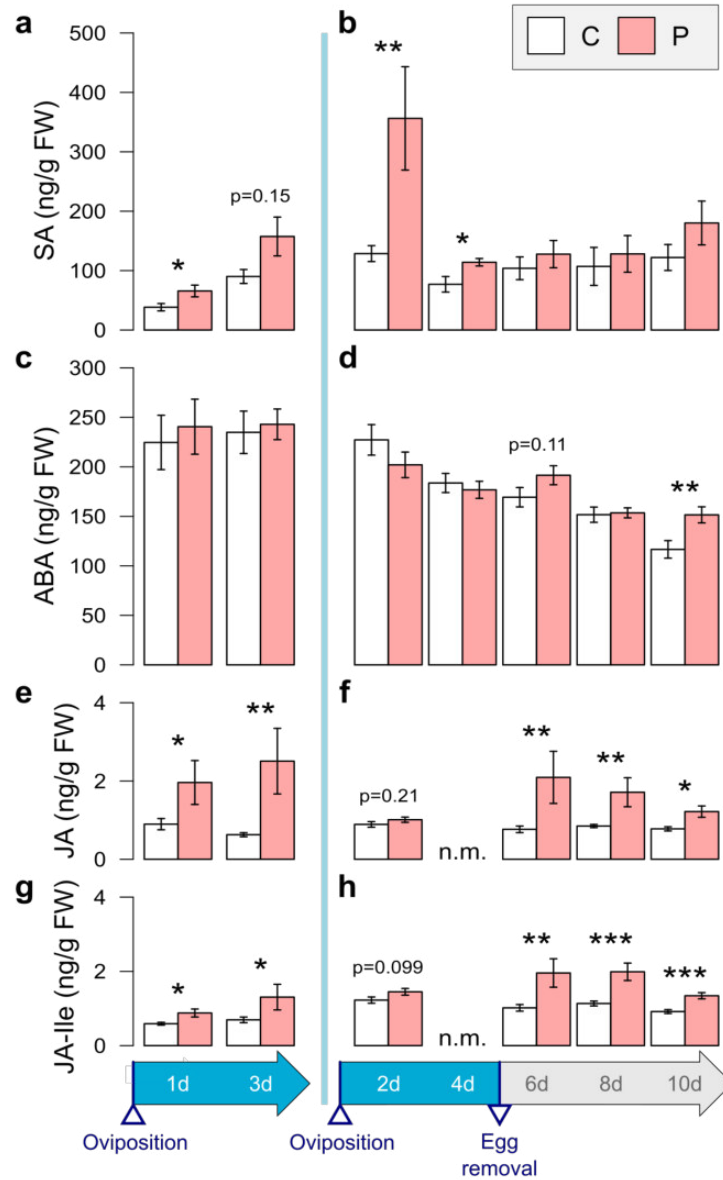 a
b
C P
SA (ng/g FW)
500
400
300
200
100
0
*
p=0.15
**
*
c
d
ABA (ng/g FW)
300
250
200
150
100
50
0
p=0.11
**
e
f
JA (ng/g FW)
4
2
0
*
**
p=0.21
n.m.
**
**
*
g
h
JA-Ile (ng/g FW)
4
2
0
*
*
p=0.099
n.m.
**
***
***
1d 3d 2d 4d 6d 8d 10d
Oviposition Oviposition Egg
removal